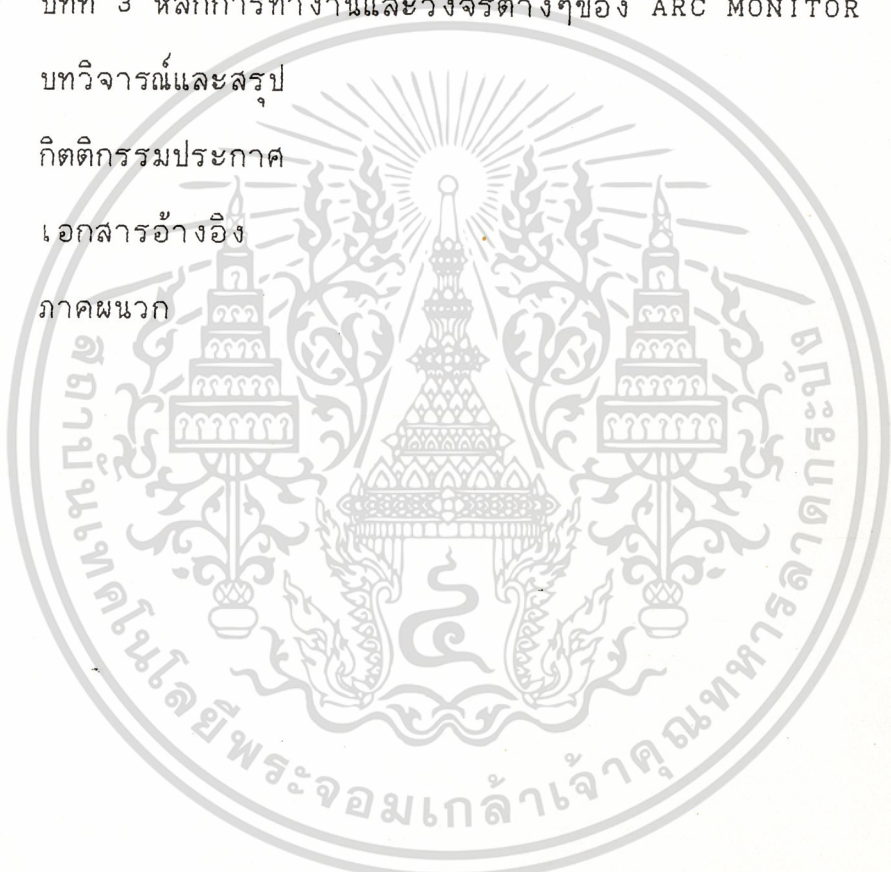 บทที่ 3 หลักการทำงานและวงจรต่างๆของ ARC MONITOR
บทวิจารณ์และสรุป
กิตติกรรมประกาศ
เอกสารอ้างอิง
ภาคผนวก
สถาบันเทคโนโลยีพระจอมเกล้าเจ้าคุณทหารลาดกระบัง